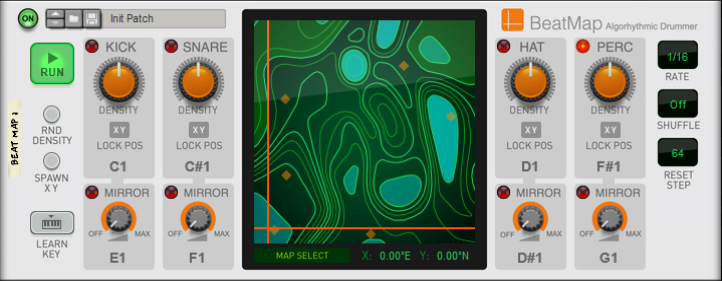 ON
Init Patch
BeatMap Algorhythmic Drummer
RUN
KICK
SNARE
HAT
PERC
DENSITY
DENSITY
DENSITY
DENSITY
1/16
RATE
XY
XY
XY
XY
LOCK POS
LOCK POS
LOCK POS
LOCK POS
C1
C#1
D1
F#1
Off
SHUFFLE
BEAT MAP 1
RND
DENSITY
SPAWN
XY
64
RESET
STEP
MIRROR
MIRROR
MIRROR
MIRROR
OFF MAX
OFF MAX
OFF MAX
OFF MAX
LEARN
KEY
E1
F1
MAP SELECT X: 0.00°E Y: 0.00°N
D#1
G1